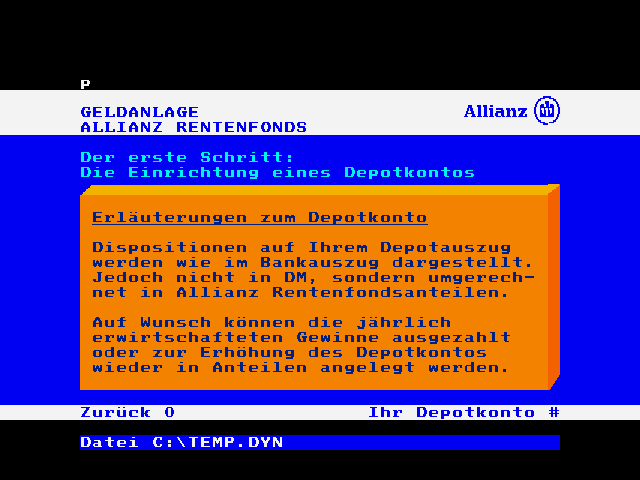 P
GELDANLAGE
Allianz
ALLIANZ RENTENFONDS
Der erste Schritt:
Die Einrichtung eines Depotkontos
Erläuterungen zum Depotkonto
Dispositionen auf Ihrem Depotauszug
werden wie im Bankauszug dargestellt.
Jedoch nicht in DM, sondern umgerech-
net in Allianz Rentenfondsanteilen.
Auf Wunsch können die jährlich
erwirtschafteten Gewinne ausgezahlt
oder zur Erhöhung des Depotkontos
wieder in Anteilen angelegt werden.
Zurück 0 Ihr Depotkonto #
Datei C:\TEMP.DYN